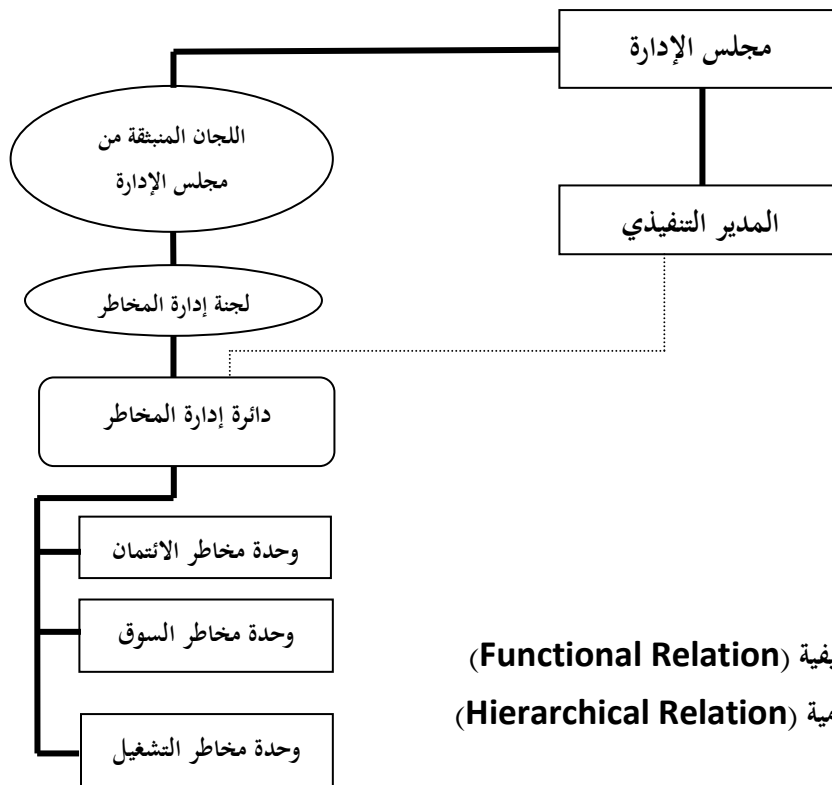 مجلس الإدارة
اللجان المنبثقة من
مجلس الإدارة
المدير التنفيذي
لجنة إدارة المخاطر
دائرة إدارة المخاطر
وحدة مخاطر الائتمان
وحدة مخاطر السوق
(Functional Relation)
(Hierarchical Relation)
وحدة مخاطر التشغيل